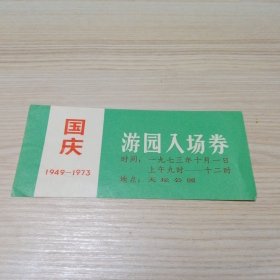 国
庆
1949-1973
游园入场券
时间：一九七三年十月一日
上午九时——十二时
地点：天坛公园